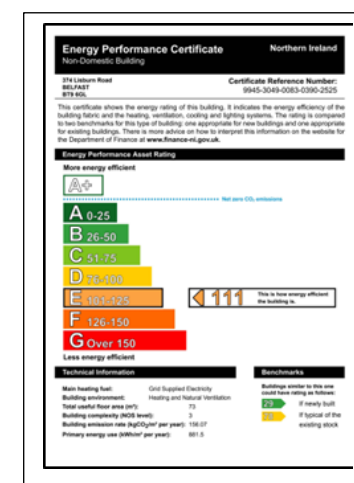 Energy Performance Certificate
Northern Ireland
Non-Domestic Building
374 Lisburn Road
BELFAST
BT9 6GL
Certificate Reference Number:
9945-3049-0083-0390-2525
This certificate shows the energy rating of this building. It indicates the energy efficiency of the
building fabric and the heating, ventilation, cooling and lighting systems. The rating is compared
to two benchmarks for this type of building: one appropriate for new buildings and one appropriate
for existing buildings. There is more advice on how to interpret this information on the website for
the Department of Finance at www.finance-ni.gov.uk.
Energy Performance Asset Rating
More energy efficient
A+
Net zero CO₂ emissions
A 0-25
B 26-50
C 51-75
D 76-100
E 101-125
111
This is how energy efficient
the building is.
F 126-150
G Over 150
Less energy efficient
Technical Information
Main heating fuel: Grid Supplied Electricity
Building environment: Heating and Natural Ventilation
Total useful floor area (m²): 73
Building complexity (NOS level): 3
Building emission rate (kgCO₂/m² per year): 156.07
Primary energy use (kWh/m² per year): 881.5
Benchmarks
Buildings similar to this one
could have rating as follows:
29 If newly built
If typical of the
existing stock